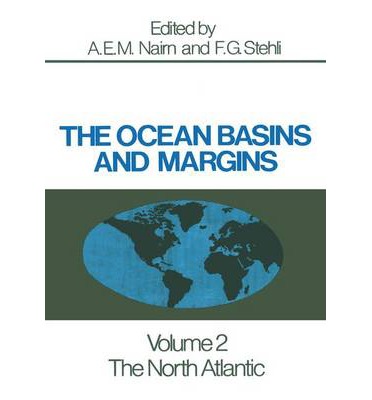 Edited by
A.E.M. Nairn and F.G. Stehli
THE OCEAN BASINS
AND MARGINS
Volume 2
The North Atlantic